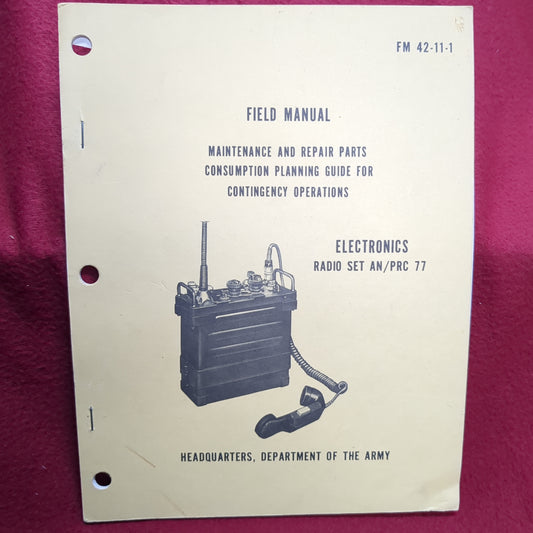 FM 42-11-1
FIELD MANUAL
MAINTENANCE AND REPAIR PARTS
CONSUMPTION PLANNING GUIDE FOR
CONTINGENCY OPERATIONS
ELECTRONICS
RADIO SET AN/PRC 77
HEADQUARTERS, DEPARTMENT OF THE ARMY